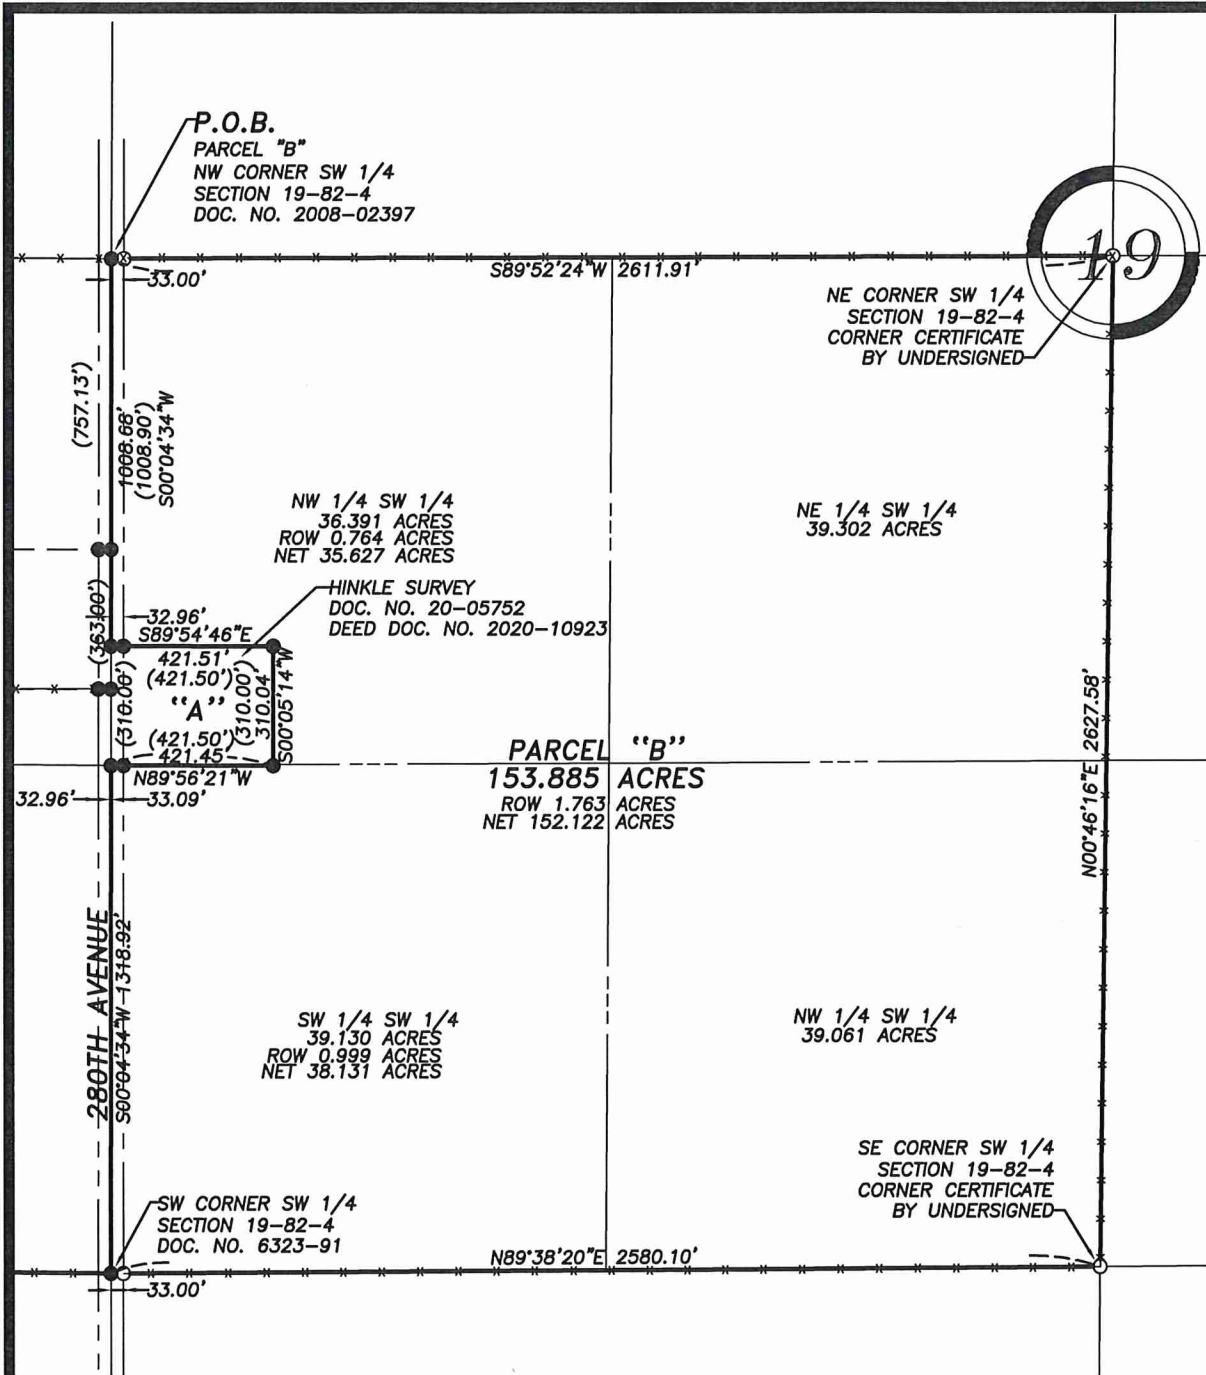 P.O.B.
PARCEL "B"
NW CORNER SW 1/4
SECTION 19-82-4
DOC. NO. 2008-02397
19
33.00'
S89°52'24"W 2611.91'
NE CORNER SW 1/4
SECTION 19-82-4
CORNER CERTIFICATE
BY UNDERSIGNED
(757.13')
1008.68'
(1008.90')
S00°04'34"W
NW 1/4 SW 1/4
36.391 ACRES
ROW 0.764 ACRES
NET 35.627 ACRES
NE 1/4 SW 1/4
39.302 ACRES
HINKLE SURVEY
DOC. NO. 20-05752
DEED DOC. NO. 2020-10923
(363.00')
32.96'
S89°54'46"E
421.51'
(421.50')
"A"
(310.00')
(310.00')
310.04'
S00°05'14"W
(421.50')
421.45'
N89°56'21"W
32.96'
33.09'
PARCEL "B"
153.885 ACRES
ROW 1.763 ACRES
NET 152.122 ACRES
N00°46'16"E 2627.58'
280TH AVENUE
S00°04'34"W 1318.92'
SW 1/4 SW 1/4
39.130 ACRES
ROW 0.999 ACRES
NET 38.131 ACRES
NW 1/4 SW 1/4
39.061 ACRES
SE CORNER SW 1/4
SECTION 19-82-4
CORNER CERTIFICATE
BY UNDERSIGNED
SW CORNER SW 1/4
SECTION 19-82-4
DOC. NO. 6323-91
N89°38'20"E 2580.10'
33.00'